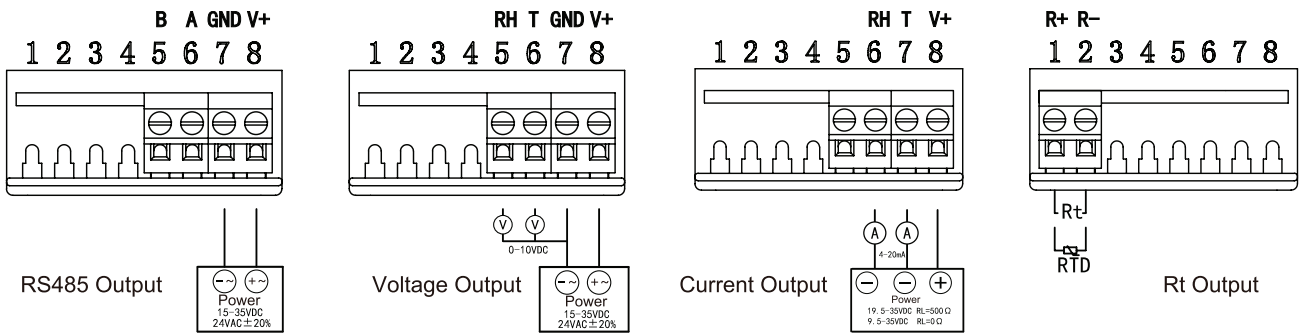 B A GND V+
1 2 3 4 5 6 7 8
Power
15-35VDC
24VAC±20%
RS485 Output
RH T GND V+
1 2 3 4 5 6 7 8
V V
0-10VDC
Power
15-35VDC
24VAC±20%
Voltage Output
RH T V+
1 2 3 4 5 6 7 8
A A
4-20mA
Power
19.5-35VDC RL=500Ω
9.5-35VDC RL=0Ω
Current Output
R+ R-
1 2 3 4 5 6 7 8
Rt
RTD
Rt Output